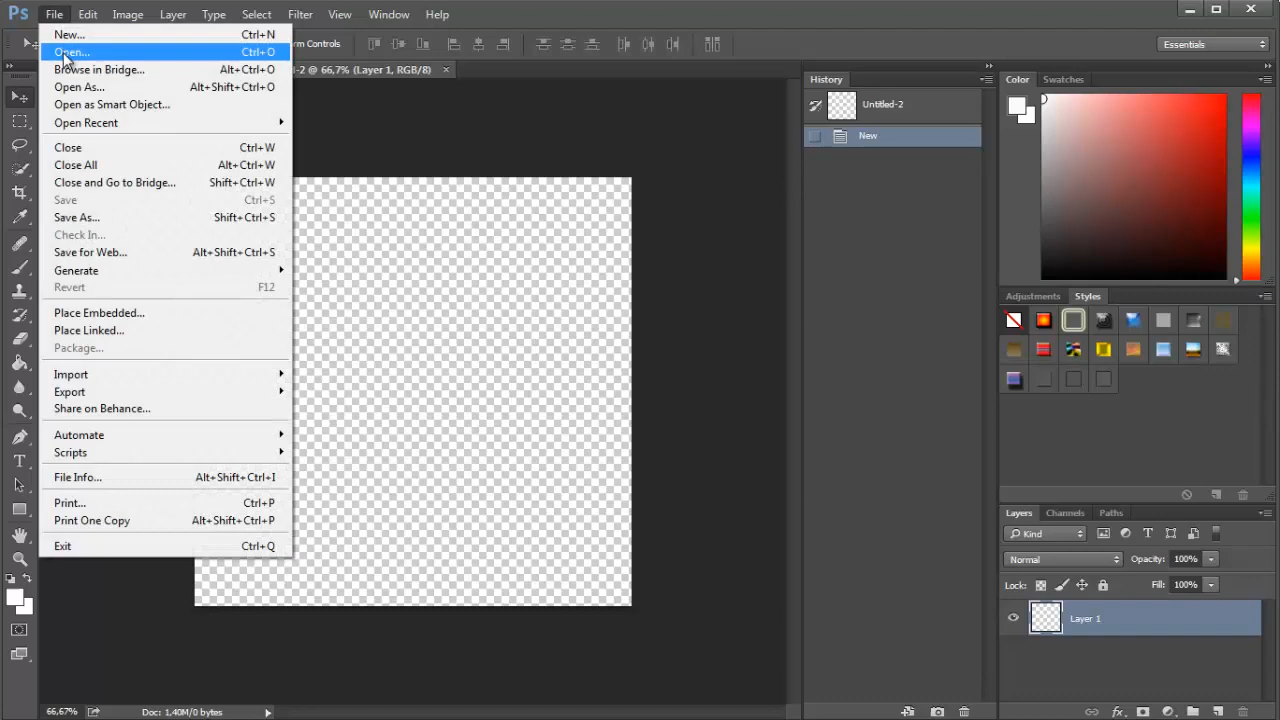 Ps File Edit Image Layer Type Select Filter View Window Help
orm Controls Essentials
-2 @ 66,7% (Layer 1, RGB/8)
New... Ctrl+N
Open... Ctrl+O
Browse in Bridge... Alt+Ctrl+O
Open As... Alt+Shift+Ctrl+O
Open as Smart Object...
Open Recent
Close Ctrl+W
Close All Alt+Ctrl+W
Close and Go to Bridge... Shift+Ctrl+W
Save Ctrl+S
Save As... Shift+Ctrl+S
Check In...
Save for Web... Alt+Shift+Ctrl+S
Generate
Revert F12
Place Embedded...
Place Linked...
Package...
Import
Export
Share on Behance...
Automate
Scripts
File Info... Alt+Shift+Ctrl+I
Print... Ctrl+P
Print One Copy Alt+Shift+Ctrl+P
Exit Ctrl+Q
History
Untitled-2
New
Color Swatches
Adjustments Styles
Layers Channels Paths
Kind
Normal Opacity: 100%
Lock: Fill: 100%
Layer 1
66,67% Doc: 1,40M/0 bytes